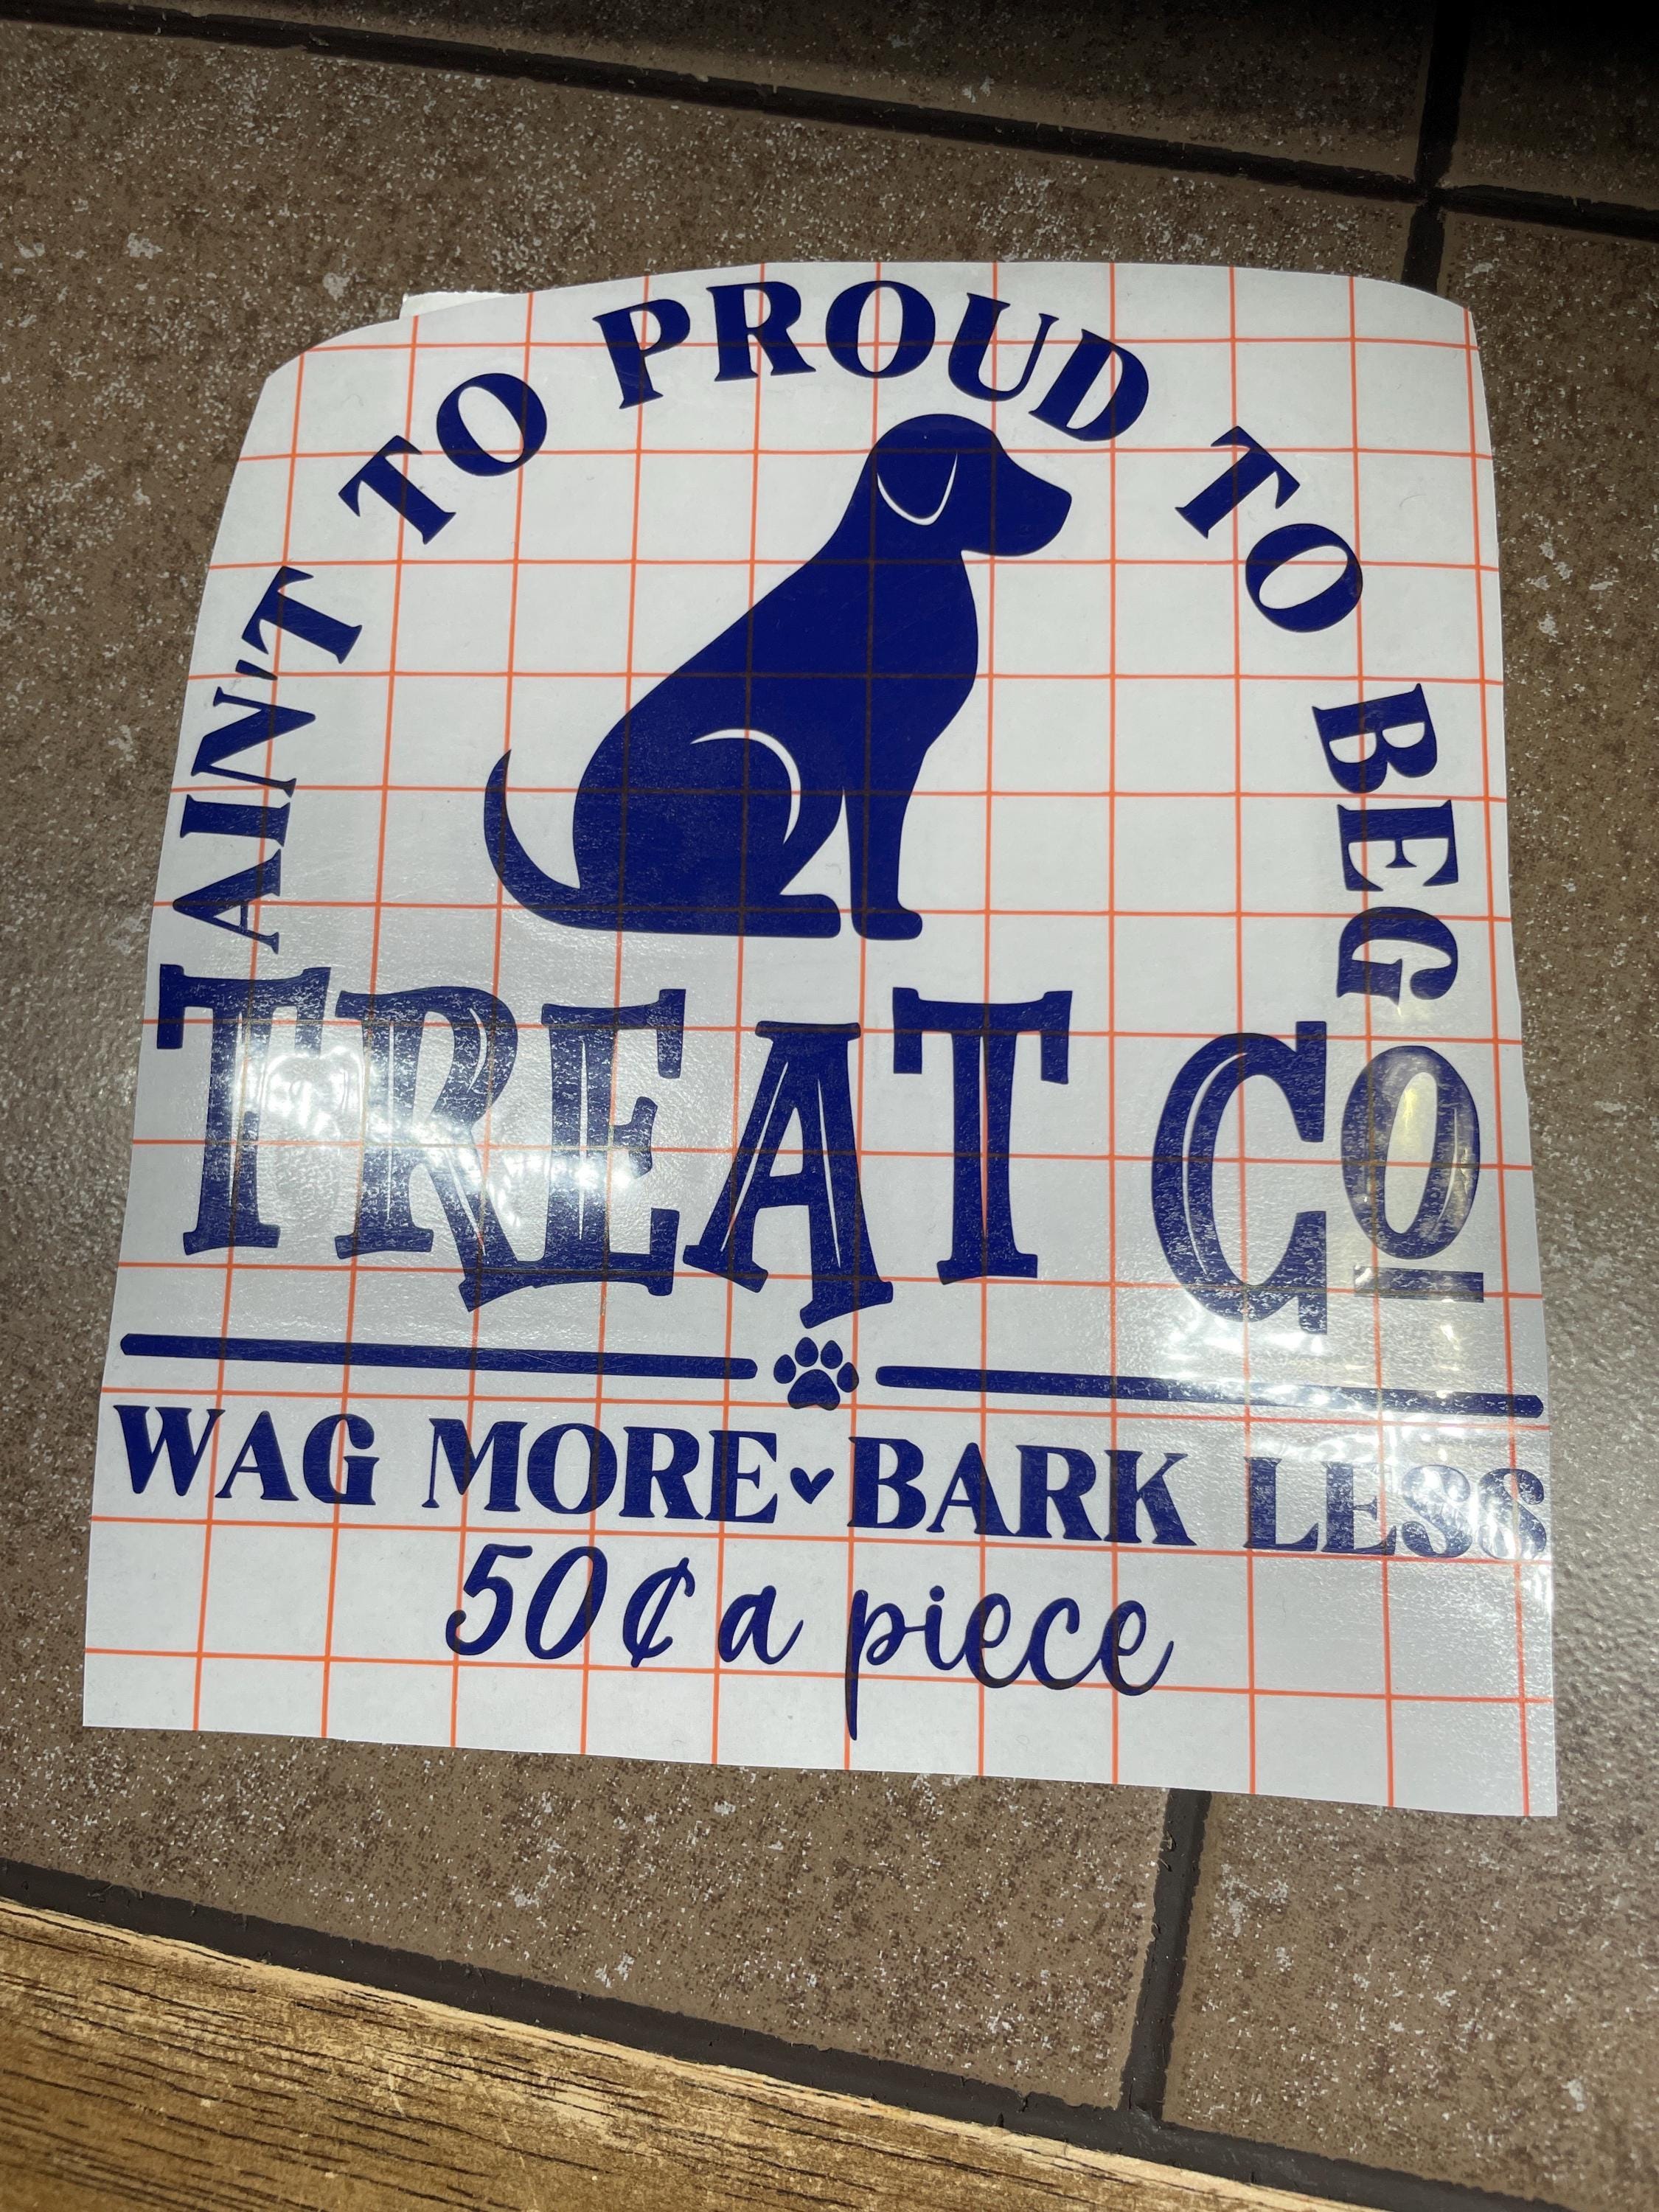 AIN'T TO PROUD TO BEG
TREAT CO
WAG MORE BARK LESS
50¢ a piece